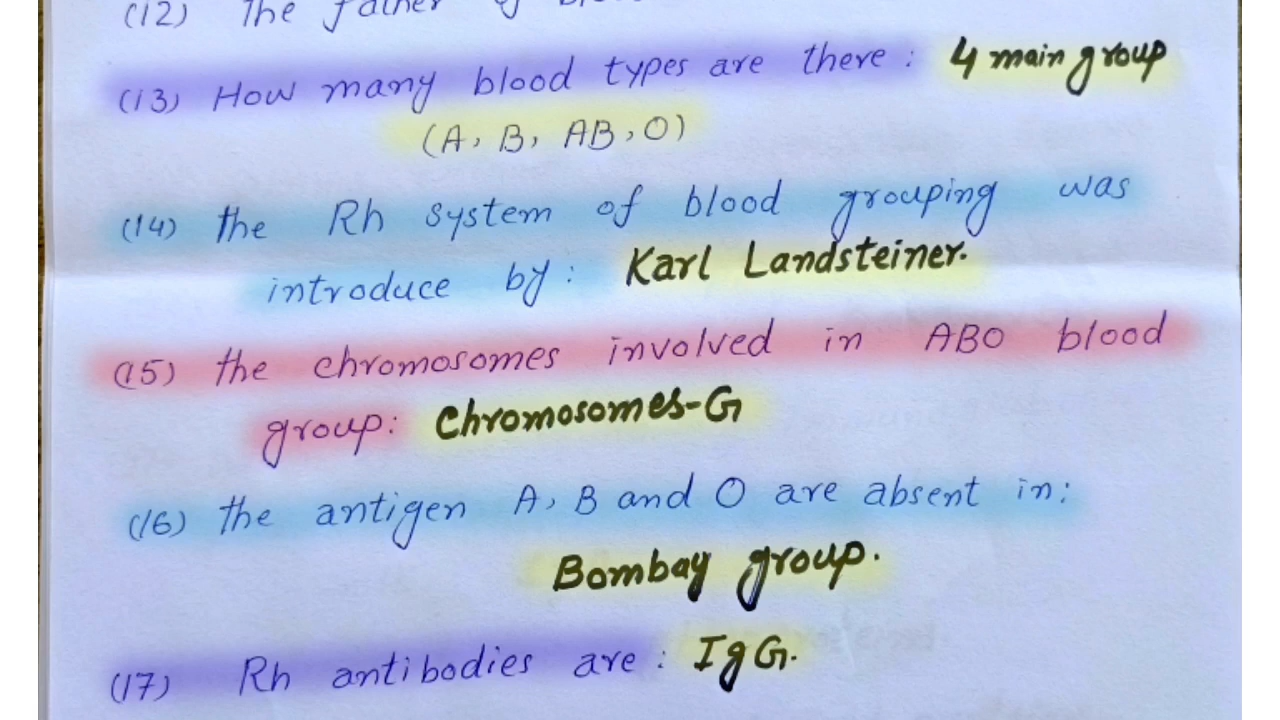 (12) The father of
(13) How many blood types are there: 4 main group
(A, B, AB, O)
(14) the Rh system of blood grouping was
introduce by: Karl Landsteiner.
(15) the chromosomes involved in ABO blood
group: Chromosomes-G
(16) the antigen A, B and O are absent in:
Bombay group.
(17) Rh antibodies are: IgG.